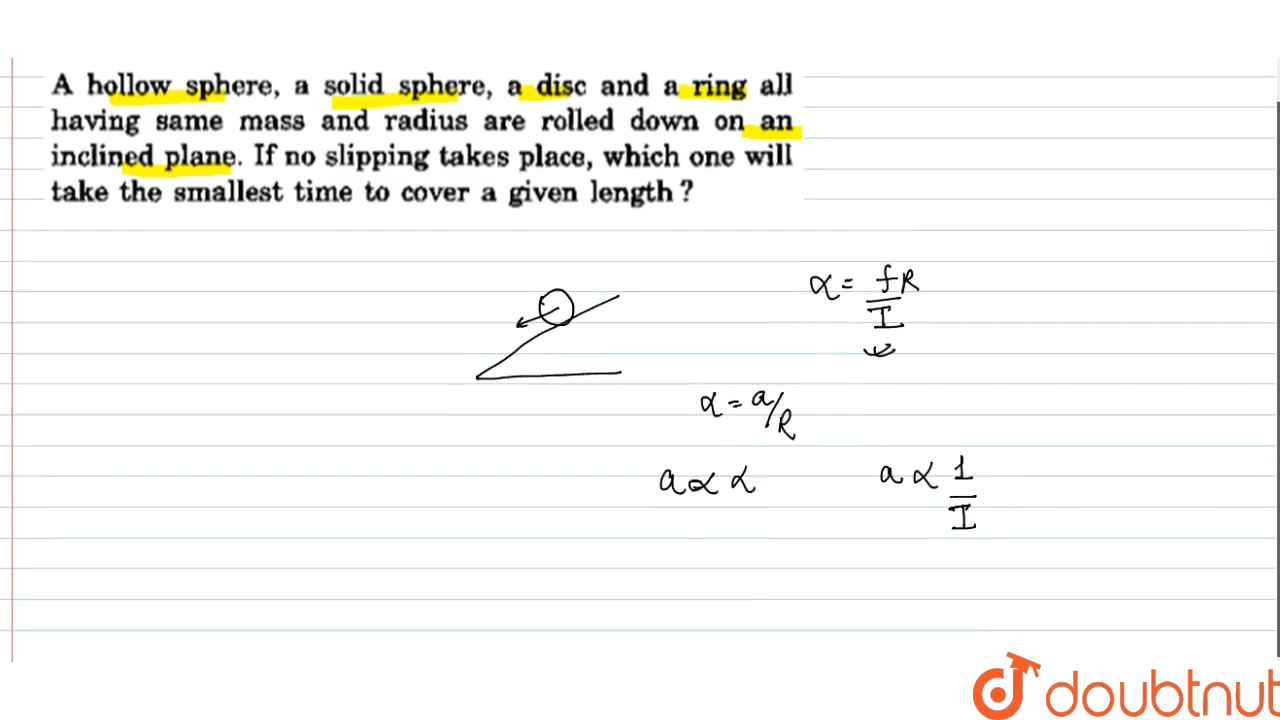 A hollow sphere, a solid sphere, a disc and a ring all
having same mass and radius are rolled down on an
inclined plane. If no slipping takes place, which one will
take the smallest time to cover a given length ?
α = fR/I
α = a/R
a ∝ α
a ∝ 1/I
doubtnut